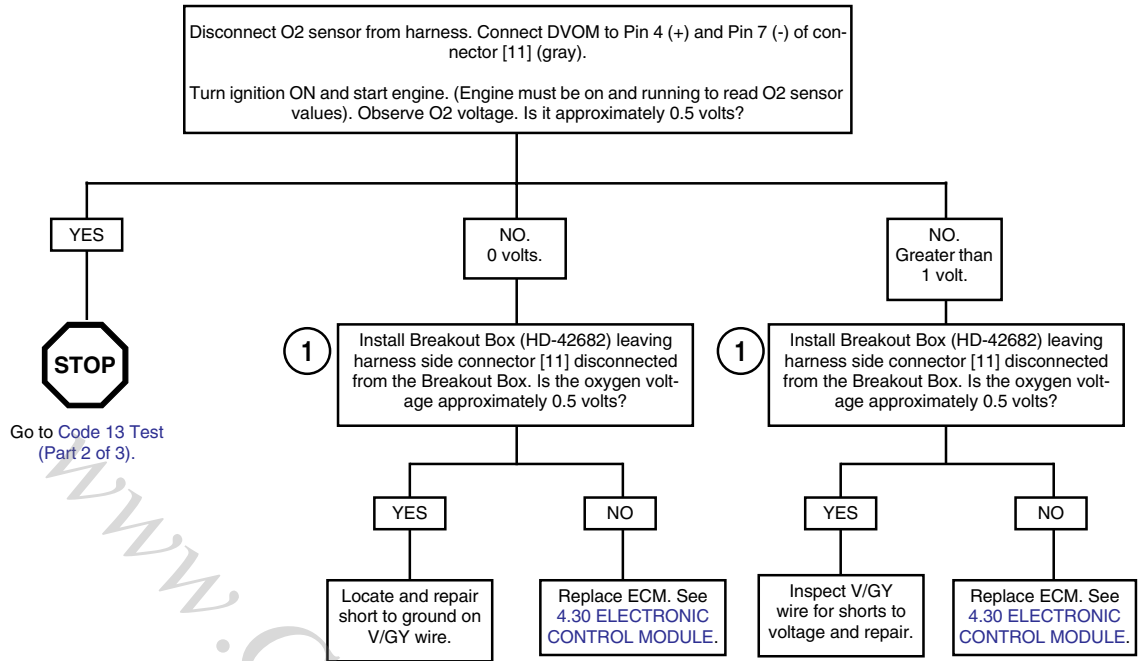 Disconnect O2 sensor from harness. Connect DVOM to Pin 4 (+) and Pin 7 (-) of con-
nector [11] (gray).
Turn ignition ON and start engine. (Engine must be on and running to read O2 sensor
values). Observe O2 voltage. Is it approximately 0.5 volts?
YES
STOP
Go to Code 13 Test
(Part 2 of 3).
NO.
0 volts.
1
Install Breakout Box (HD-42682) leaving
harness side connector [11] disconnected
from the Breakout Box. Is the oxygen volt-
age approximately 0.5 volts?
YES
Locate and repair
short to ground on
V/GY wire.
NO
Replace ECM. See
4.30 ELECTRONIC
CONTROL MODULE.
NO.
Greater than
1 volt.
1
Install Breakout Box (HD-42682) leaving
harness side connector [11] disconnected
from the Breakout Box. Is the oxygen volt-
age approximately 0.5 volts?
YES
Inspect V/GY
wire for shorts to
voltage and repair.
NO
Replace ECM. See
4.30 ELECTRONIC
CONTROL MODULE.
www.